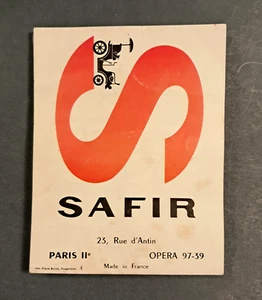 S
SAFIR
23, Rue d'Antin
PARIS IIe OPERA 97-39
Made in France